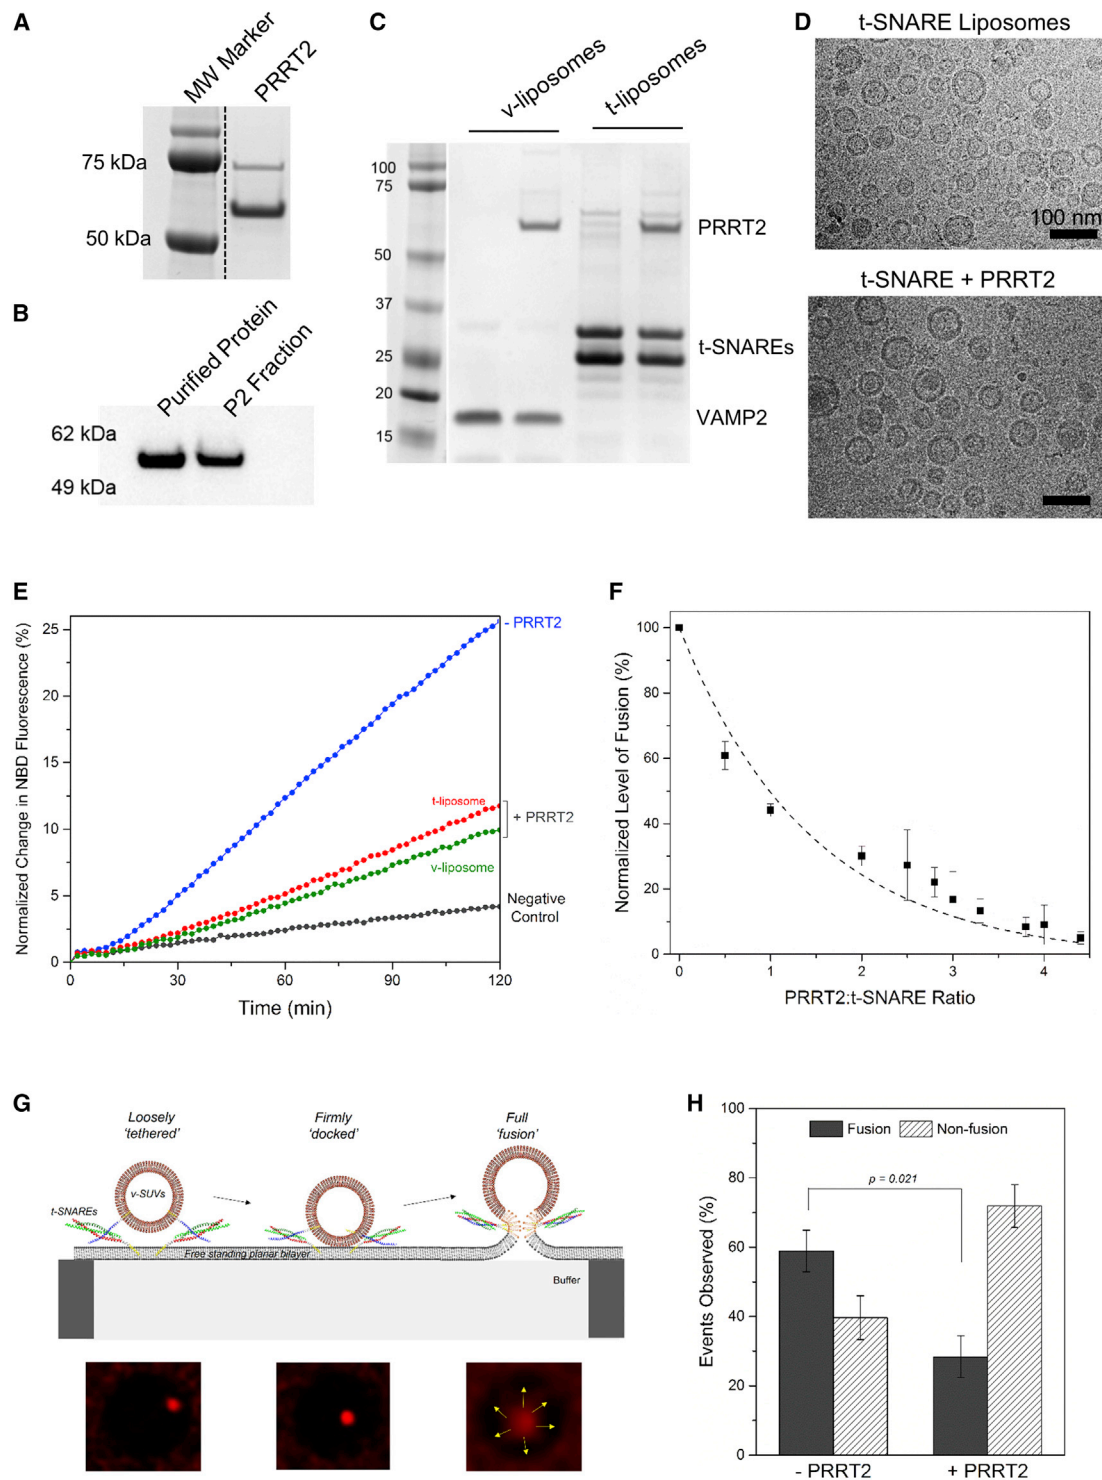 A
MW Marker
PRRT2
75 kDa
50 kDa
B
Purified Protein
P2 Fraction
62 kDa
49 kDa
C
v-liposomes
t-liposomes
100
75
50
37
25
20
15
PRRT2
t-SNAREs
VAMP2
D
t-SNARE Liposomes
100 nm
t-SNARE + PRRT2
E
Normalized Change in NBD Fluorescence (%)
25
20
15
10
5
0
0
30
60
90
120
Time (min)
- PRRT2
t-liposome
+ PRRT2
v-liposome
Negative
Control
F
Normalized Level of Fusion (%)
100
80
60
40
20
0
0
1
2
3
4
PRRT2:t-SNARE Ratio
G
Loosely
'tethered'
Firmly
'docked'
Full
'fusion'
v-SUVs
t-SNAREs
Free standing planar bilayer
Buffer
H
Events Observed (%)
100
80
60
40
20
0
Fusion
Non-fusion
p = 0.021
- PRRT2
+ PRRT2